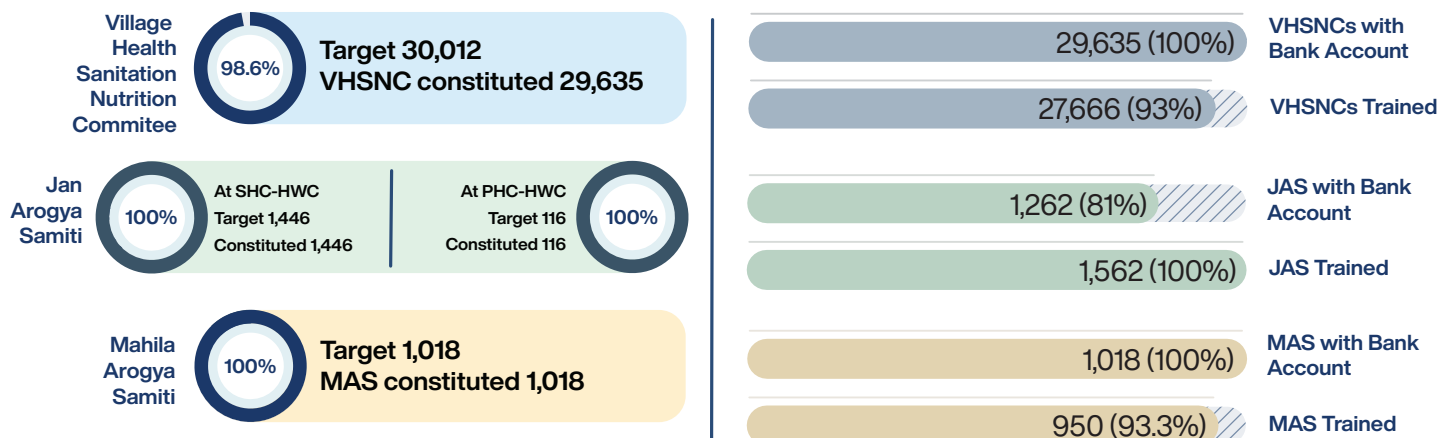 Village
Health
Sanitation
Nutrition
Commitee
98.6%
Target 30,012
VHSNC constituted 29,635
Jan
Arogya
Samiti
100%
At SHC-HWC
Target 1,446
Constituted 1,446
At PHC-HWC
Target 116
Constituted 116
100%
Mahila
Arogya
Samiti
100%
Target 1,018
MAS constituted 1,018
29,635 (100%)
VHSNCs with
Bank Account
27,666 (93%)
VHSNCs Trained
1,262 (81%)
JAS with Bank
Account
1,562 (100%)
JAS Trained
1,018 (100%)
MAS with Bank
Account
950 (93.3%)
MAS Trained